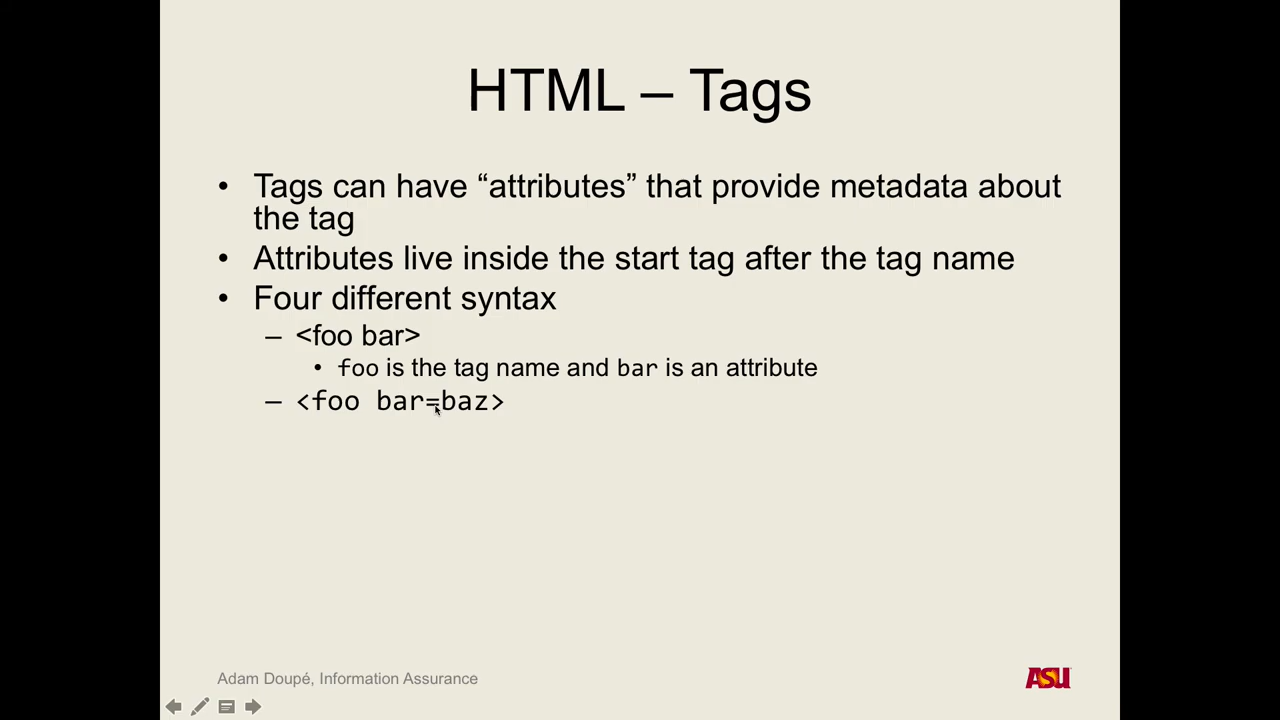 HTML – Tags
• Tags can have “attributes” that provide metadata about
the tag
• Attributes live inside the start tag after the tag name
• Four different syntax
– <foo bar>
• foo is the tag name and bar is an attribute
– <foo bar=baz>
Adam Doupé, Information Assurance
ASU